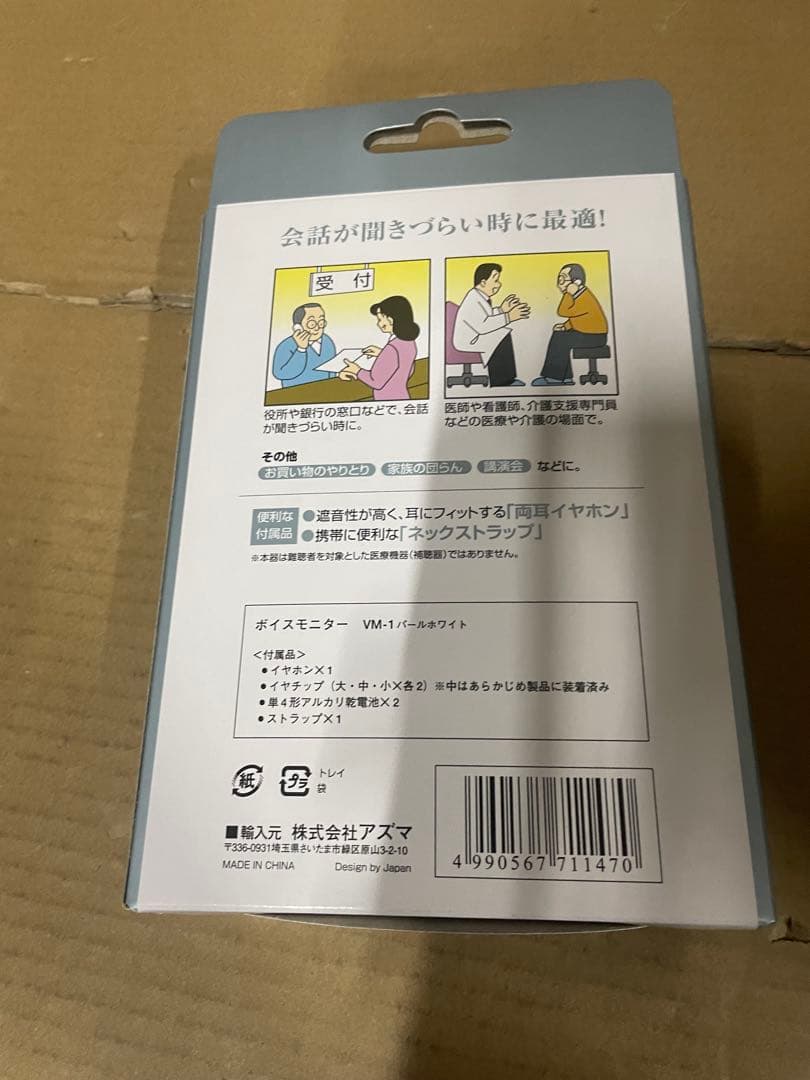 会話が聞きづらい時に最適!
受付
役所や銀行の窓口などで、会話
が聞きづらい時に。
医師や看護師、介護支援専門員
などの医療や介護の場面で。
その他
お買い物のやりとり 家族の団らん 講演会 などに。
便利な
付属品
●遮音性が高く、耳にフィットする「両耳イヤホン」
●携帯に便利な「ネックストラップ」
※本器は難聴者を対象とした医療機器(補聴器)ではありません。
ボイスモニター VM-1パールホワイト
<付属品>
●イヤホン×1
●イヤチップ(大・中・小×各2)※中はあらかじめ製品に装着済み
●単4形アルカリ乾電池×2
●ストラップ×1
紙
プラ
トレイ
袋
■輸入元 株式会社アズマ
〒336-0931埼玉県さいたま市緑区原山3-2-10
MADE IN CHINA Design by Japan
4 990567 711470